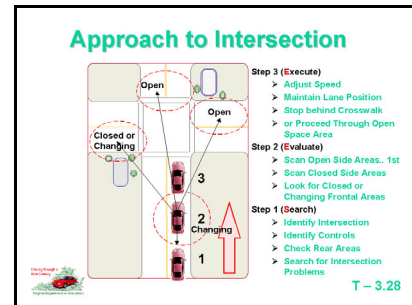 Approach to Intersection
Step 3 (Execute)
➢ Adjust Speed
➢ Maintain Lane Position
➢ Stop behind Crosswalk
➢ or Proceed Through Open
Space Area
Step 2 (Evaluate)
➢ Scan Open Side Areas.. 1st
➢ Scan Closed Side Areas
➢ Look for Closed or
Changing Frontal Areas
Step 1 (Search)
➢ Identify Intersection
➢ Identify Controls
➢ Check Rear Areas
➢ Search for Intersection
Problems
Open
Open
Closed or
Changing
3
2
Changing
1
T – 3.28